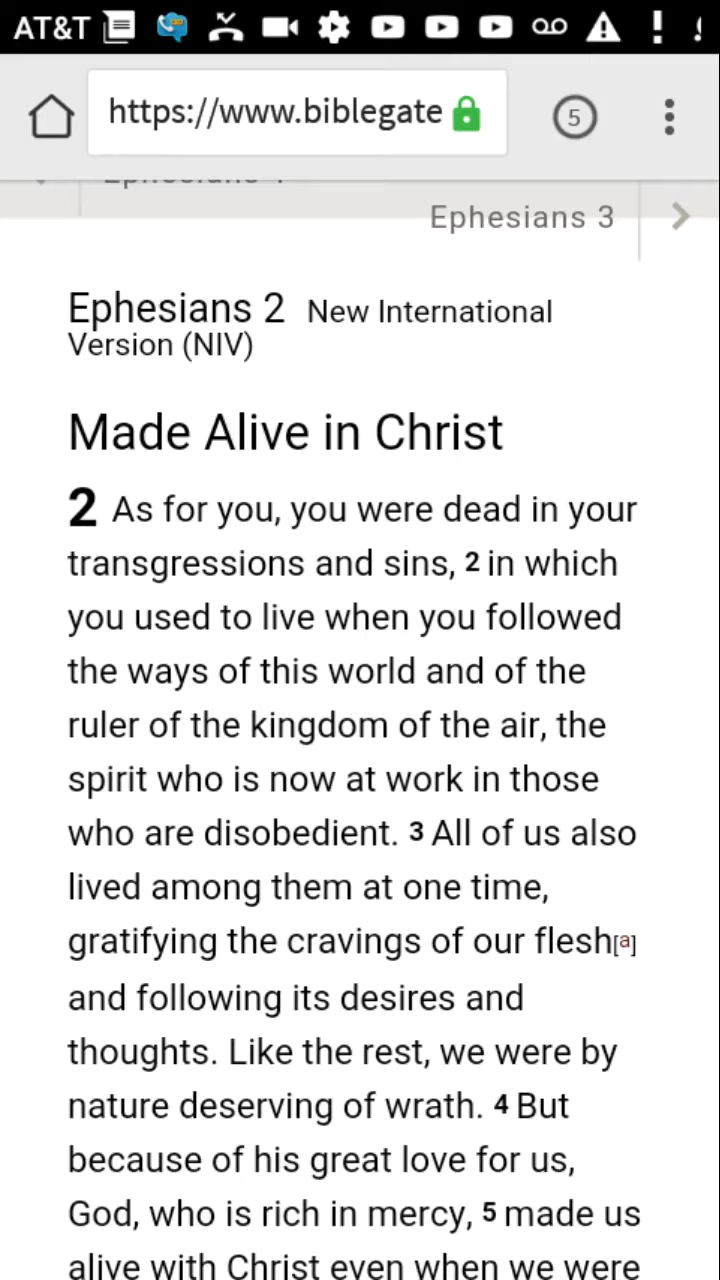 AT&T
https://www.biblegate
5
Ephesians 3
Ephesians 2 New International
Version (NIV)
Made Alive in Christ
2 As for you, you were dead in your
transgressions and sins, 2 in which
you used to live when you followed
the ways of this world and of the
ruler of the kingdom of the air, the
spirit who is now at work in those
who are disobedient. 3 All of us also
lived among them at one time,
gratifying the cravings of our flesh[a]
and following its desires and
thoughts. Like the rest, we were by
nature deserving of wrath. 4 But
because of his great love for us,
God, who is rich in mercy, 5 made us
alive with Christ even when we were